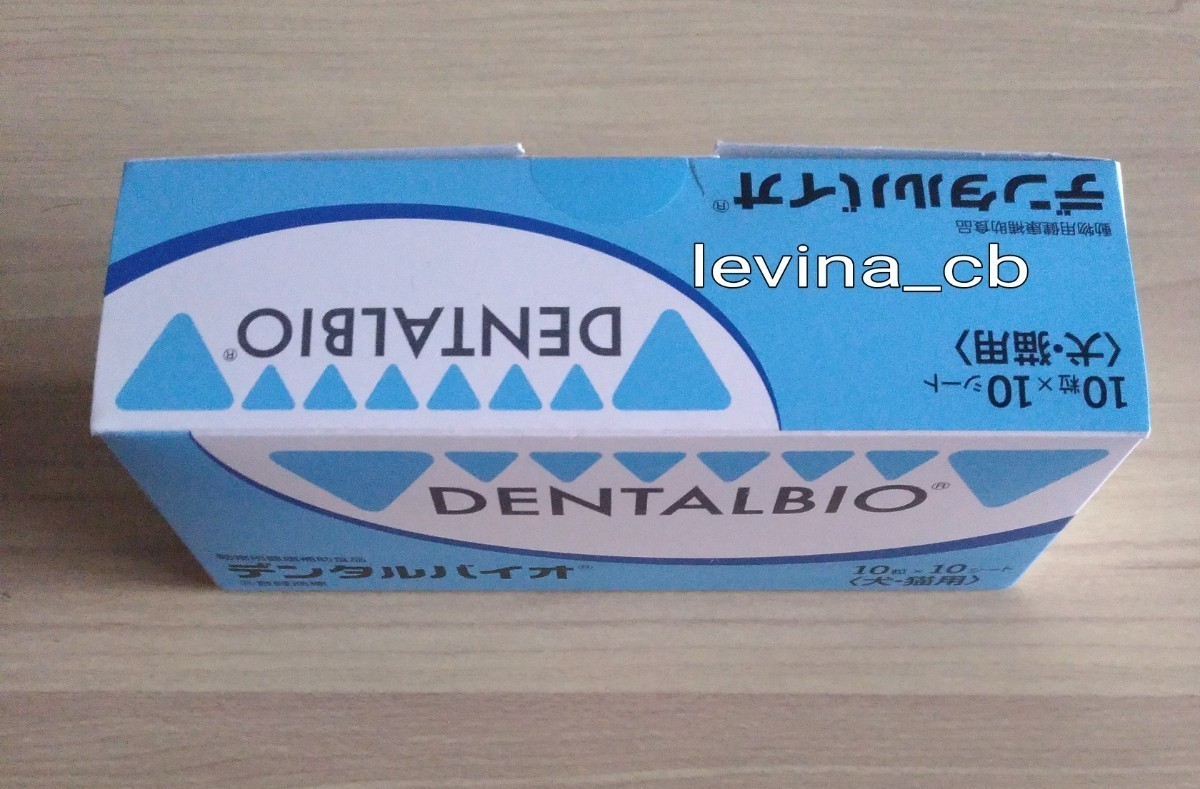 デンタルバイオ®
動物用健康補助食品
levina_cb
DENTALBIO®
〈犬・猫用〉
10粒×10シート
DENTALBIO®
動物用健康補助食品
デンタルバイオ®
10粒×10シート
〈犬・猫用〉